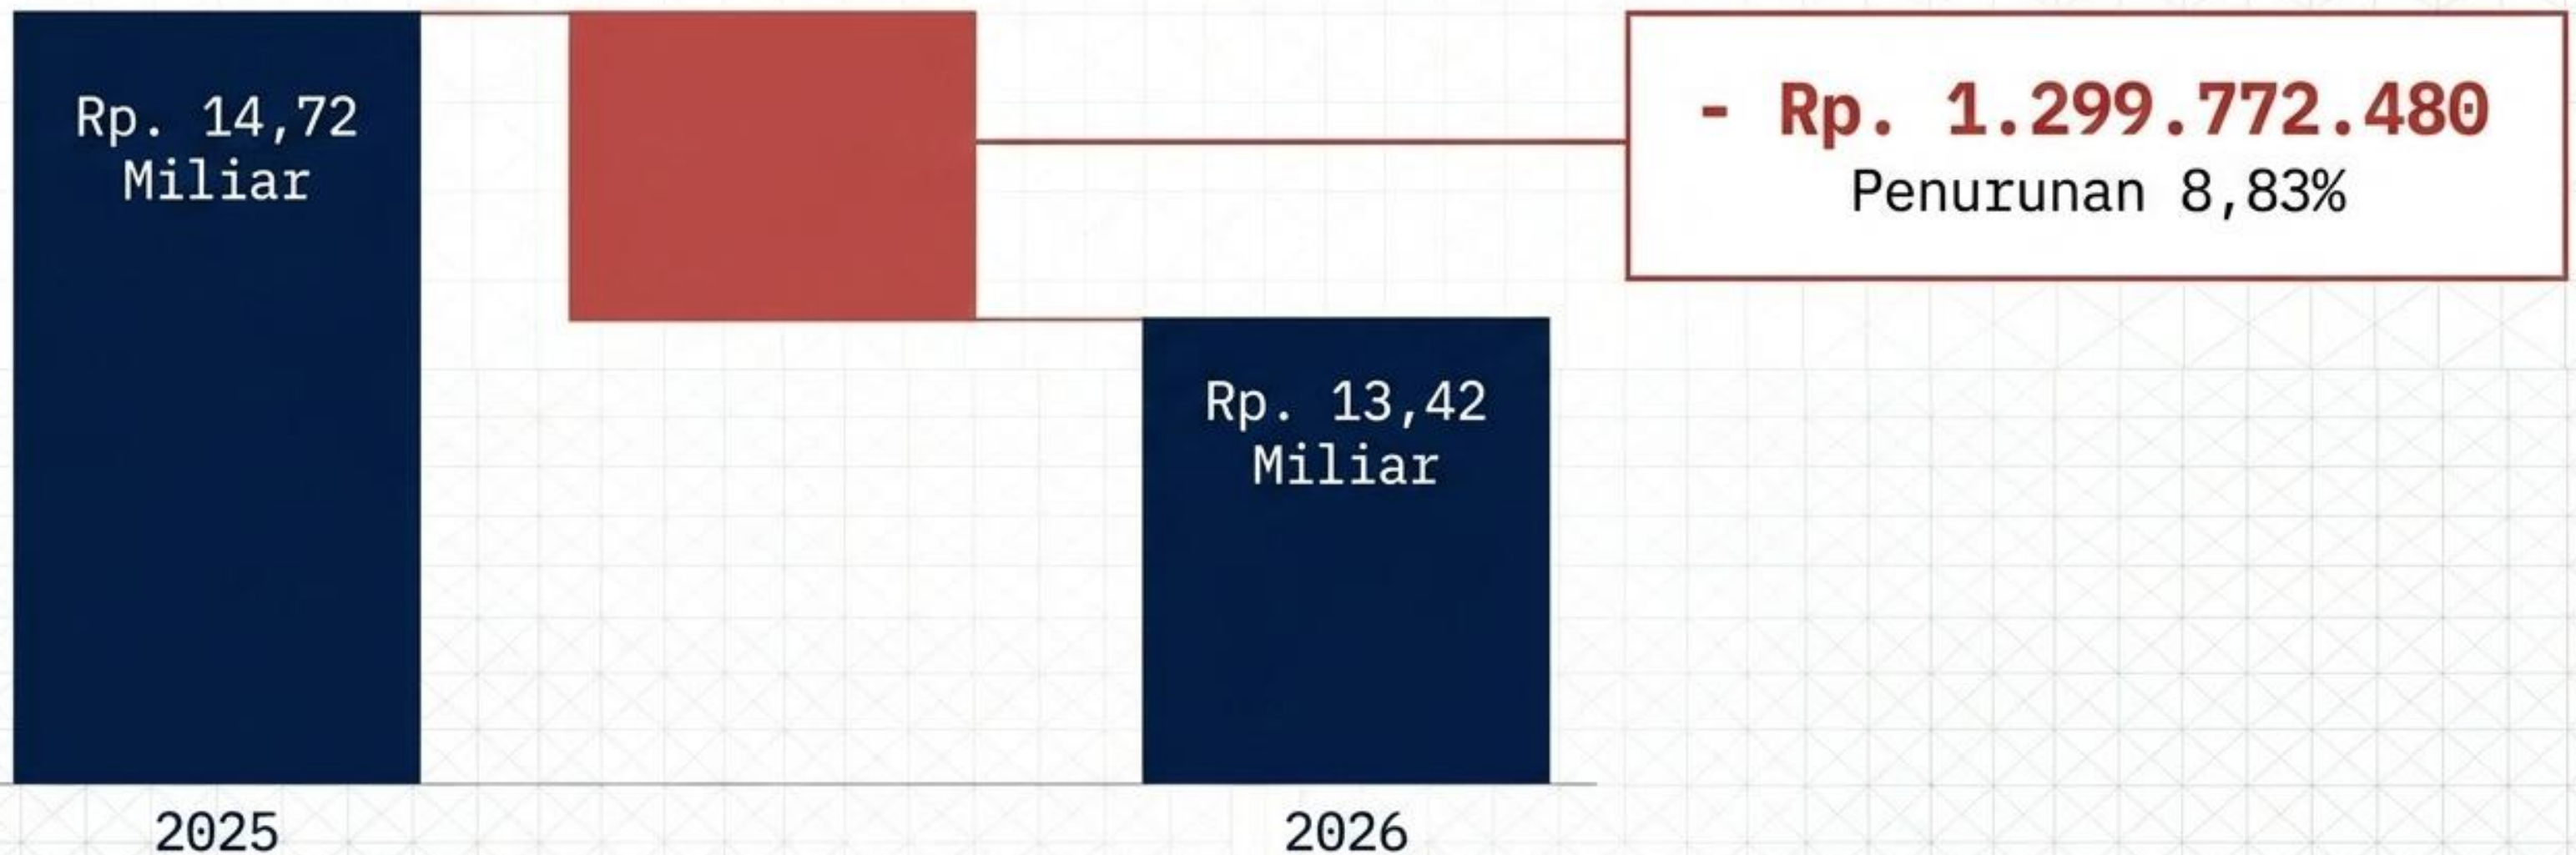 Rp. 14,72
Miliar
- Rp. 1.299.772.480
Penurunan 8,83%
Rp. 13,42
Miliar
2025
2026